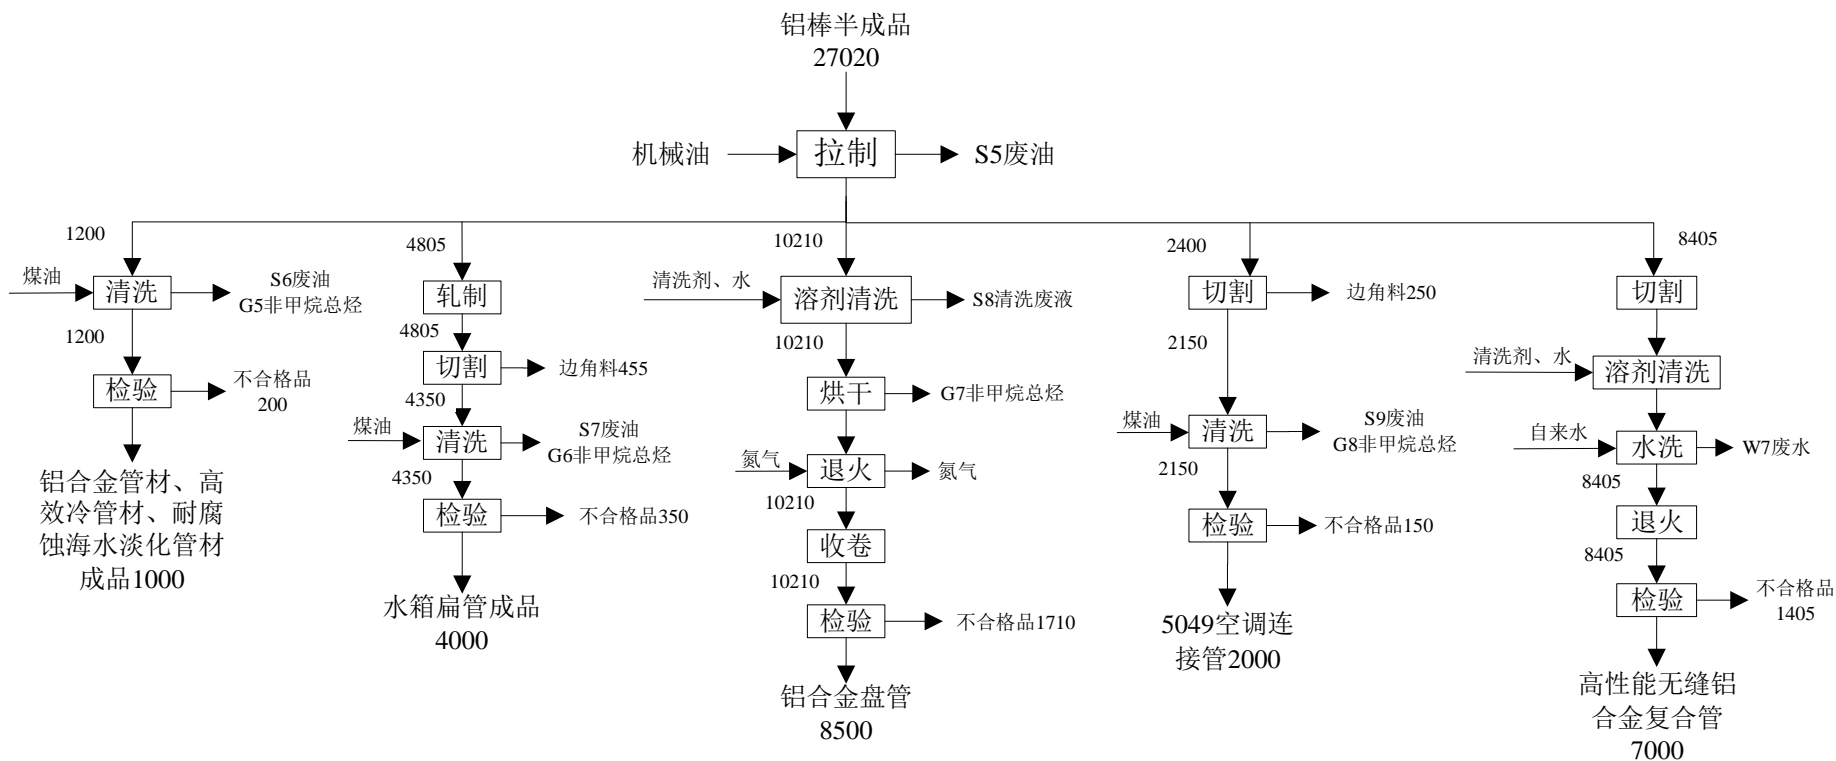 铝棒半成品
27020
机械油
拉制
S5废油
1200
煤油
清洗
S6废油
G5非甲烷总烃
1200
检验
不合格品
200
铝合金管材、高
效冷管材、耐腐
蚀海水淡化管材
成品1000
4805
轧制
4805
切割
边角料455
4350
煤油
清洗
S7废油
G6非甲烷总烃
4350
检验
不合格品350
水箱扁管成品
4000
10210
清洗剂、水
溶剂清洗
S8清洗废液
10210
烘干
G7非甲烷总烃
氮气
退火
氮气
10210
收卷
10210
检验
不合格品1710
铝合金盘管
8500
2400
切割
边角料250
2150
煤油
清洗
S9废油
G8非甲烷总烃
2150
检验
不合格品150
5049空调连
接管2000
8405
切割
清洗剂、水
溶剂清洗
自来水
水洗
W7废水
8405
退火
8405
检验
不合格品
1405
高性能无缝铝
合金复合管
7000